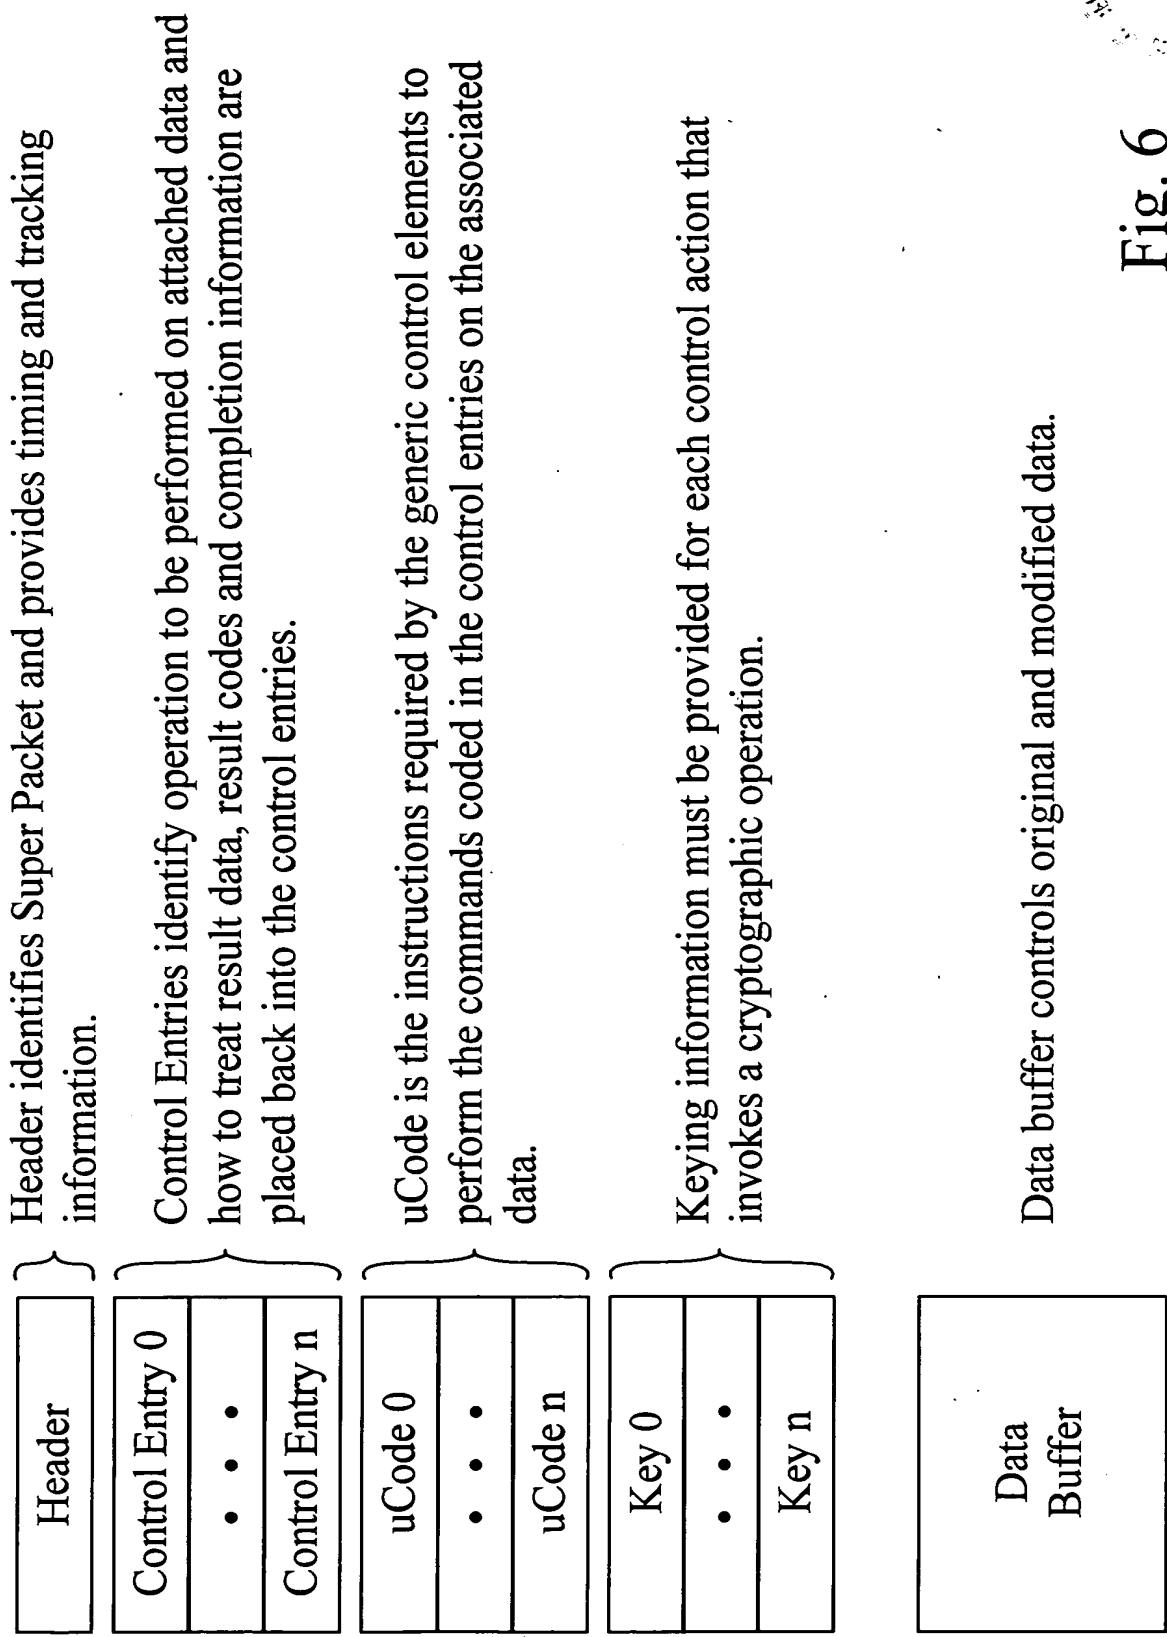 Header
Header identifies Super Packet and provides timing and tracking
information.
Control Entry 0
• • •
Control Entry n
Control Entries identify operation to be performed on attached data and
how to treat result data, result codes and completion information are
placed back into the control entries.
uCode 0
• • •
uCode n
uCode is the instructions required by the generic control elements to
perform the commands coded in the control entries on the associated
data.
Key 0
• • •
Key n
Keying information must be provided for each control action that
invokes a cryptographic operation.
Data
Buffer
Data buffer controls original and modified data.
Fig. 6